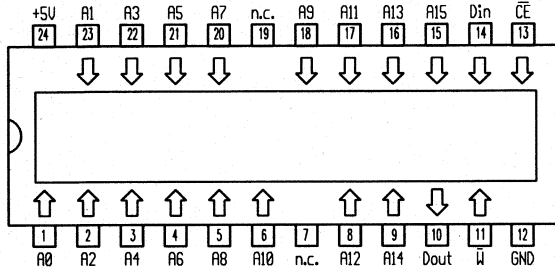 +5V A1 A3 A5 A7 n.c. A9 A11 A13 A15 Din C̅E̅
24 23 22 21 20 19 18 17 16 15 14 13
1 2 3 4 5 6 7 8 9 10 11 12
A0 A2 A4 A6 A8 A10 n.c. A12 A14 Dout W̅ GND